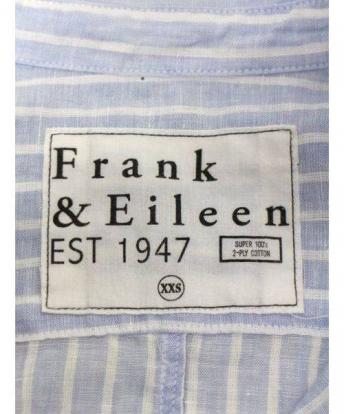 Frank
& Eileen
EST 1947
SUPER 100's
2-PLY COTTON
XXS